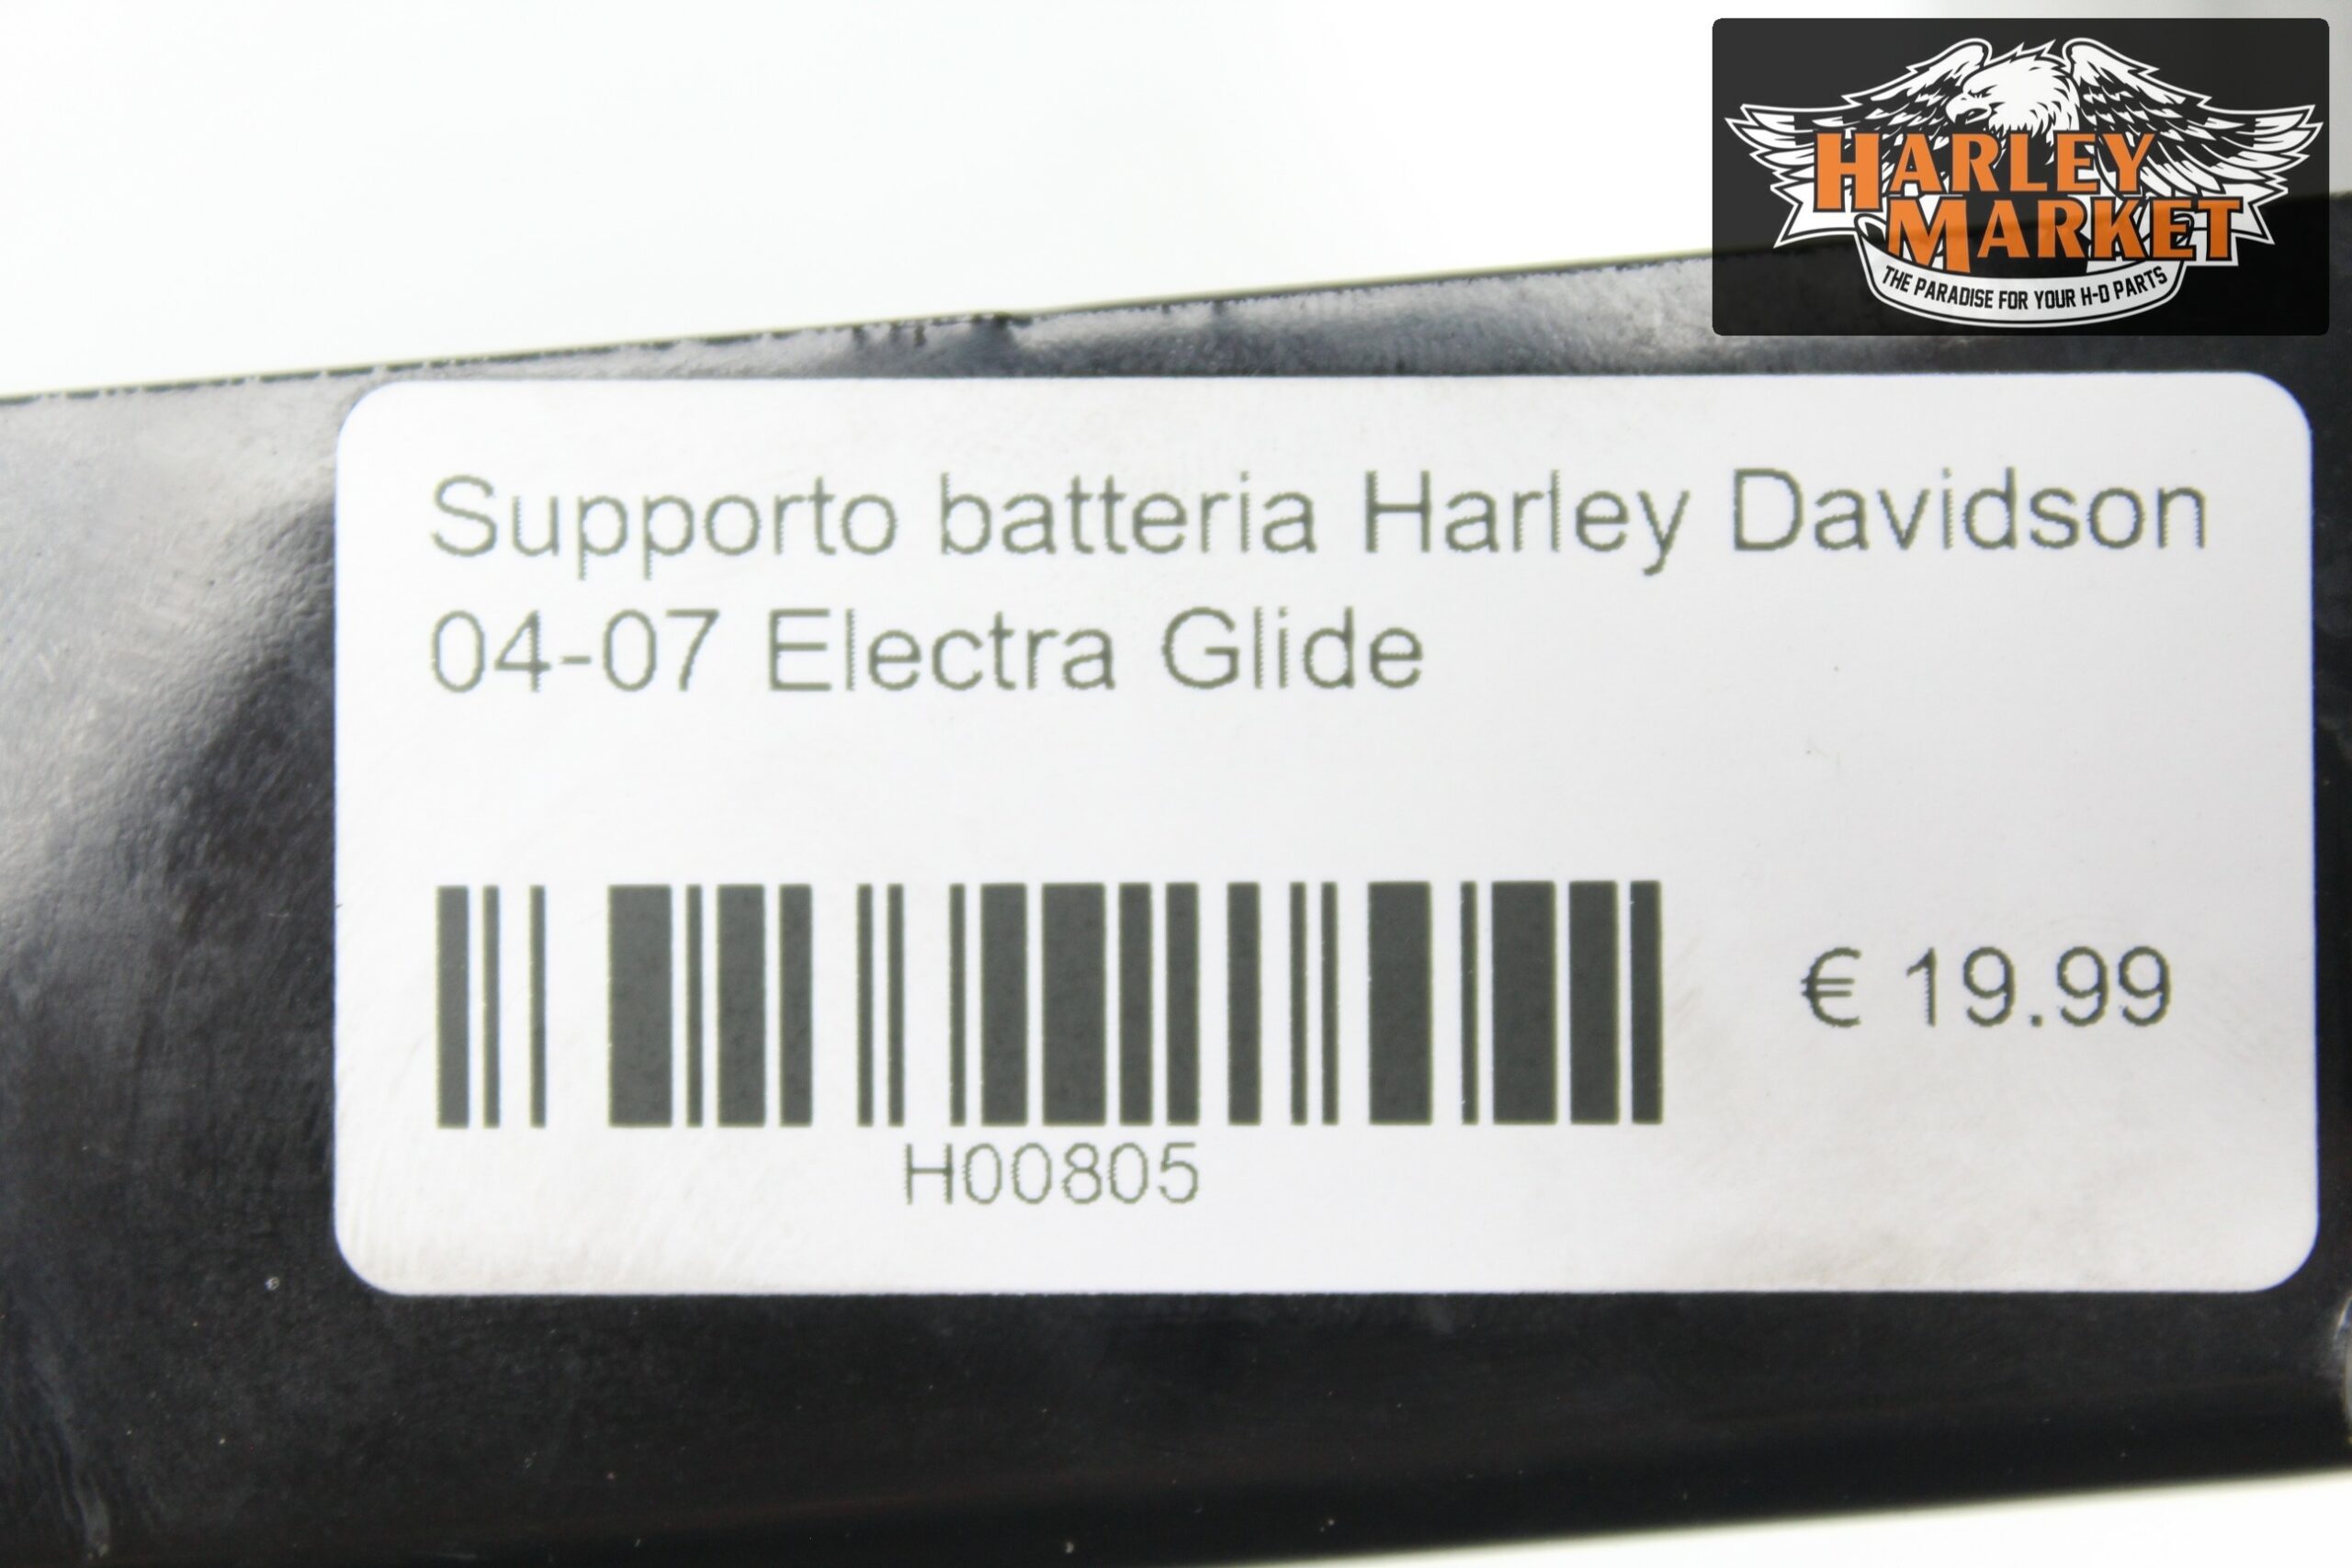 HARLEY
MARKET
THE PARADISE FOR YOUR H-D PARTS
Supporto batteria Harley Davidson
04-07 Electra Glide
€ 19.99
H00805